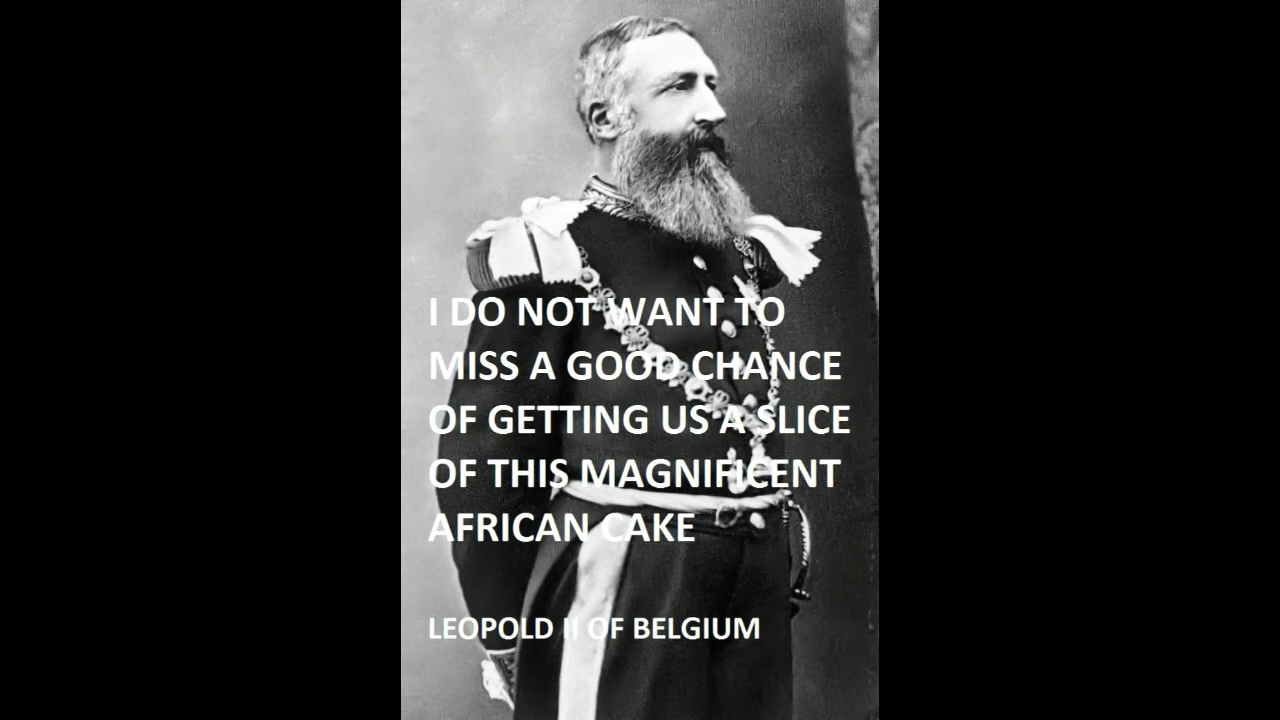 I DO NOT WANT TO
MISS A GOOD CHANCE
OF GETTING US A SLICE
OF THIS MAGNIFICENT
AFRICAN CAKE
LEOPOLD II OF BELGIUM